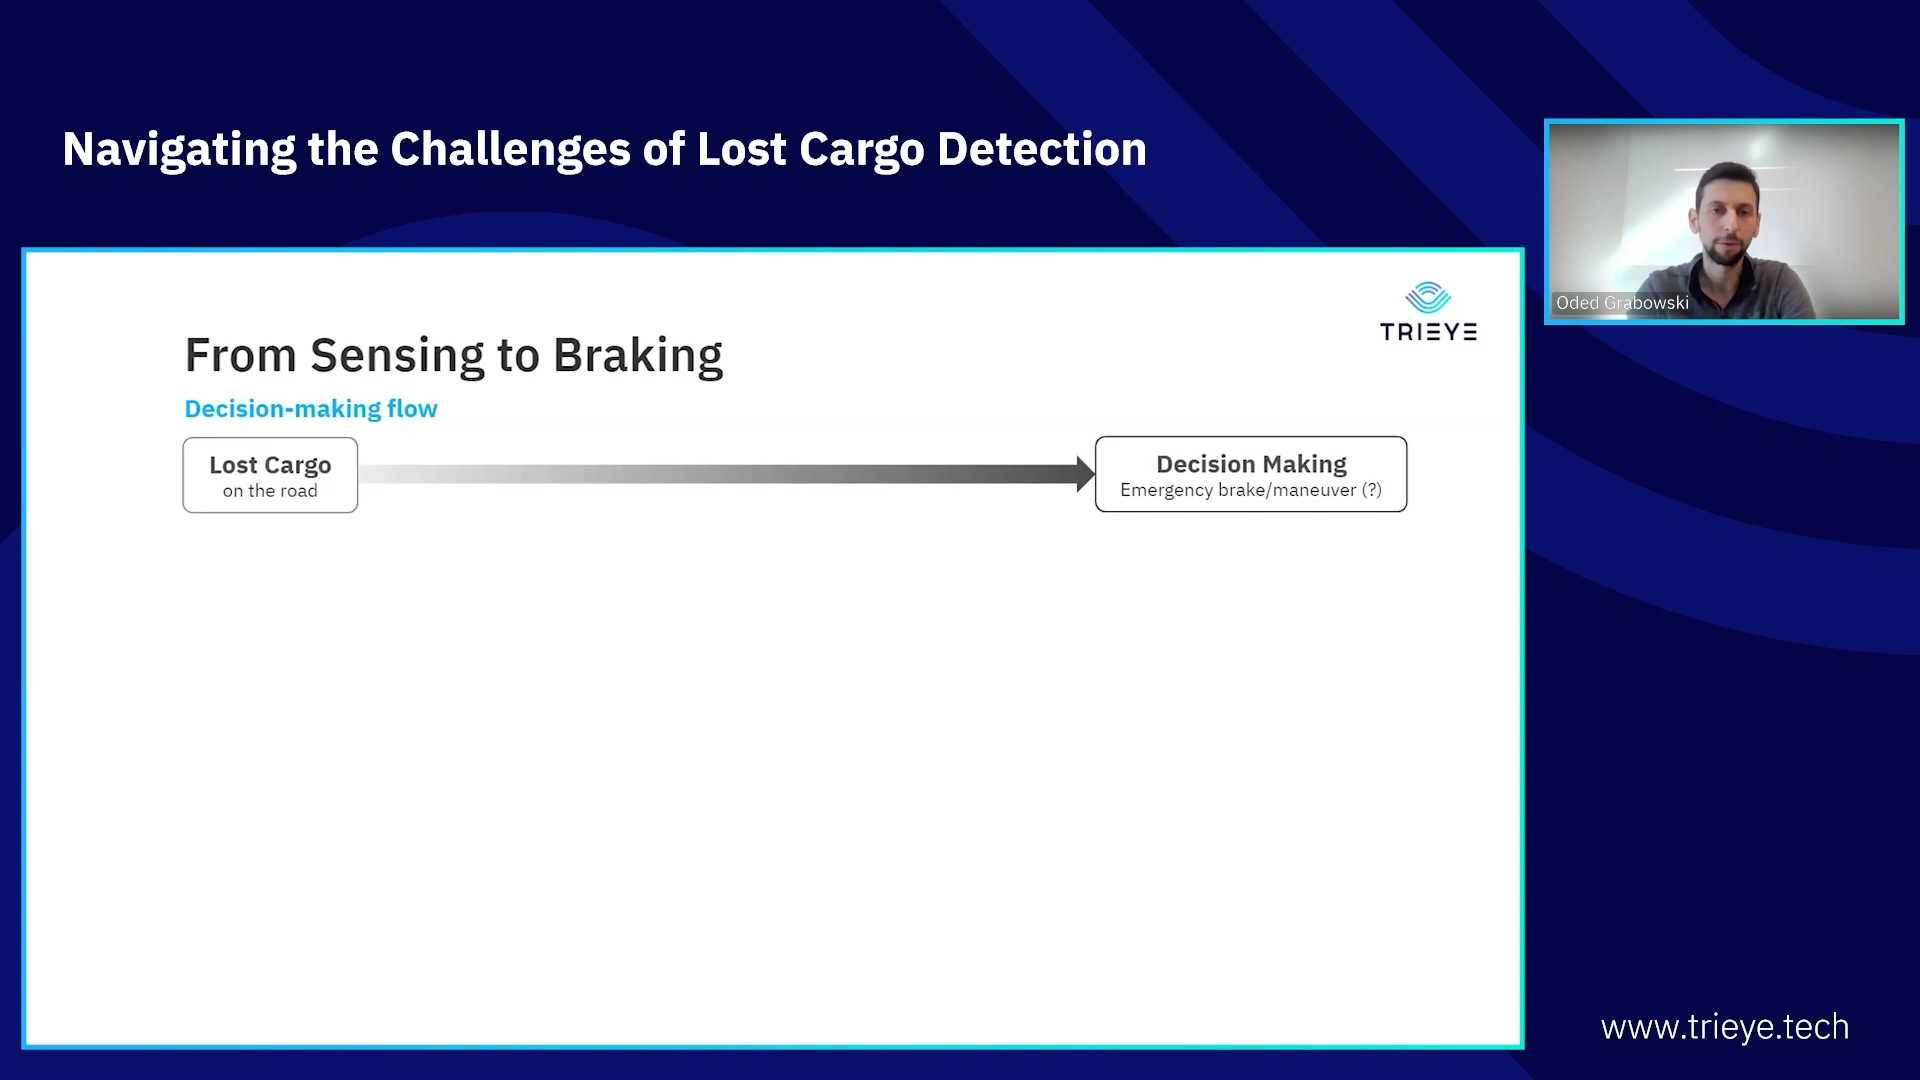 Navigating the Challenges of Lost Cargo Detection
Oded Grabowski
TRIEYE
From Sensing to Braking
Decision-making flow
Lost Cargo
on the road
Decision Making
Emergency brake/maneuver (?)
www.trieye.tech